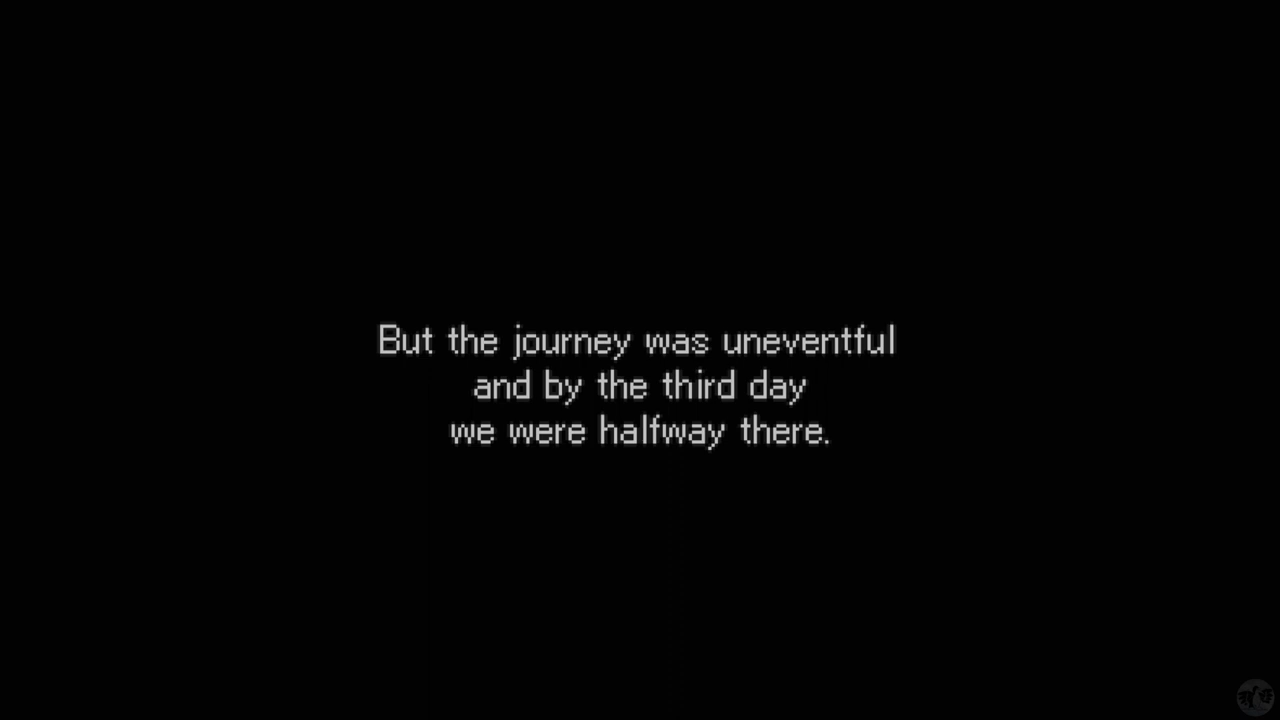 But the journey was uneventful
and by the third day
we were halfway there.